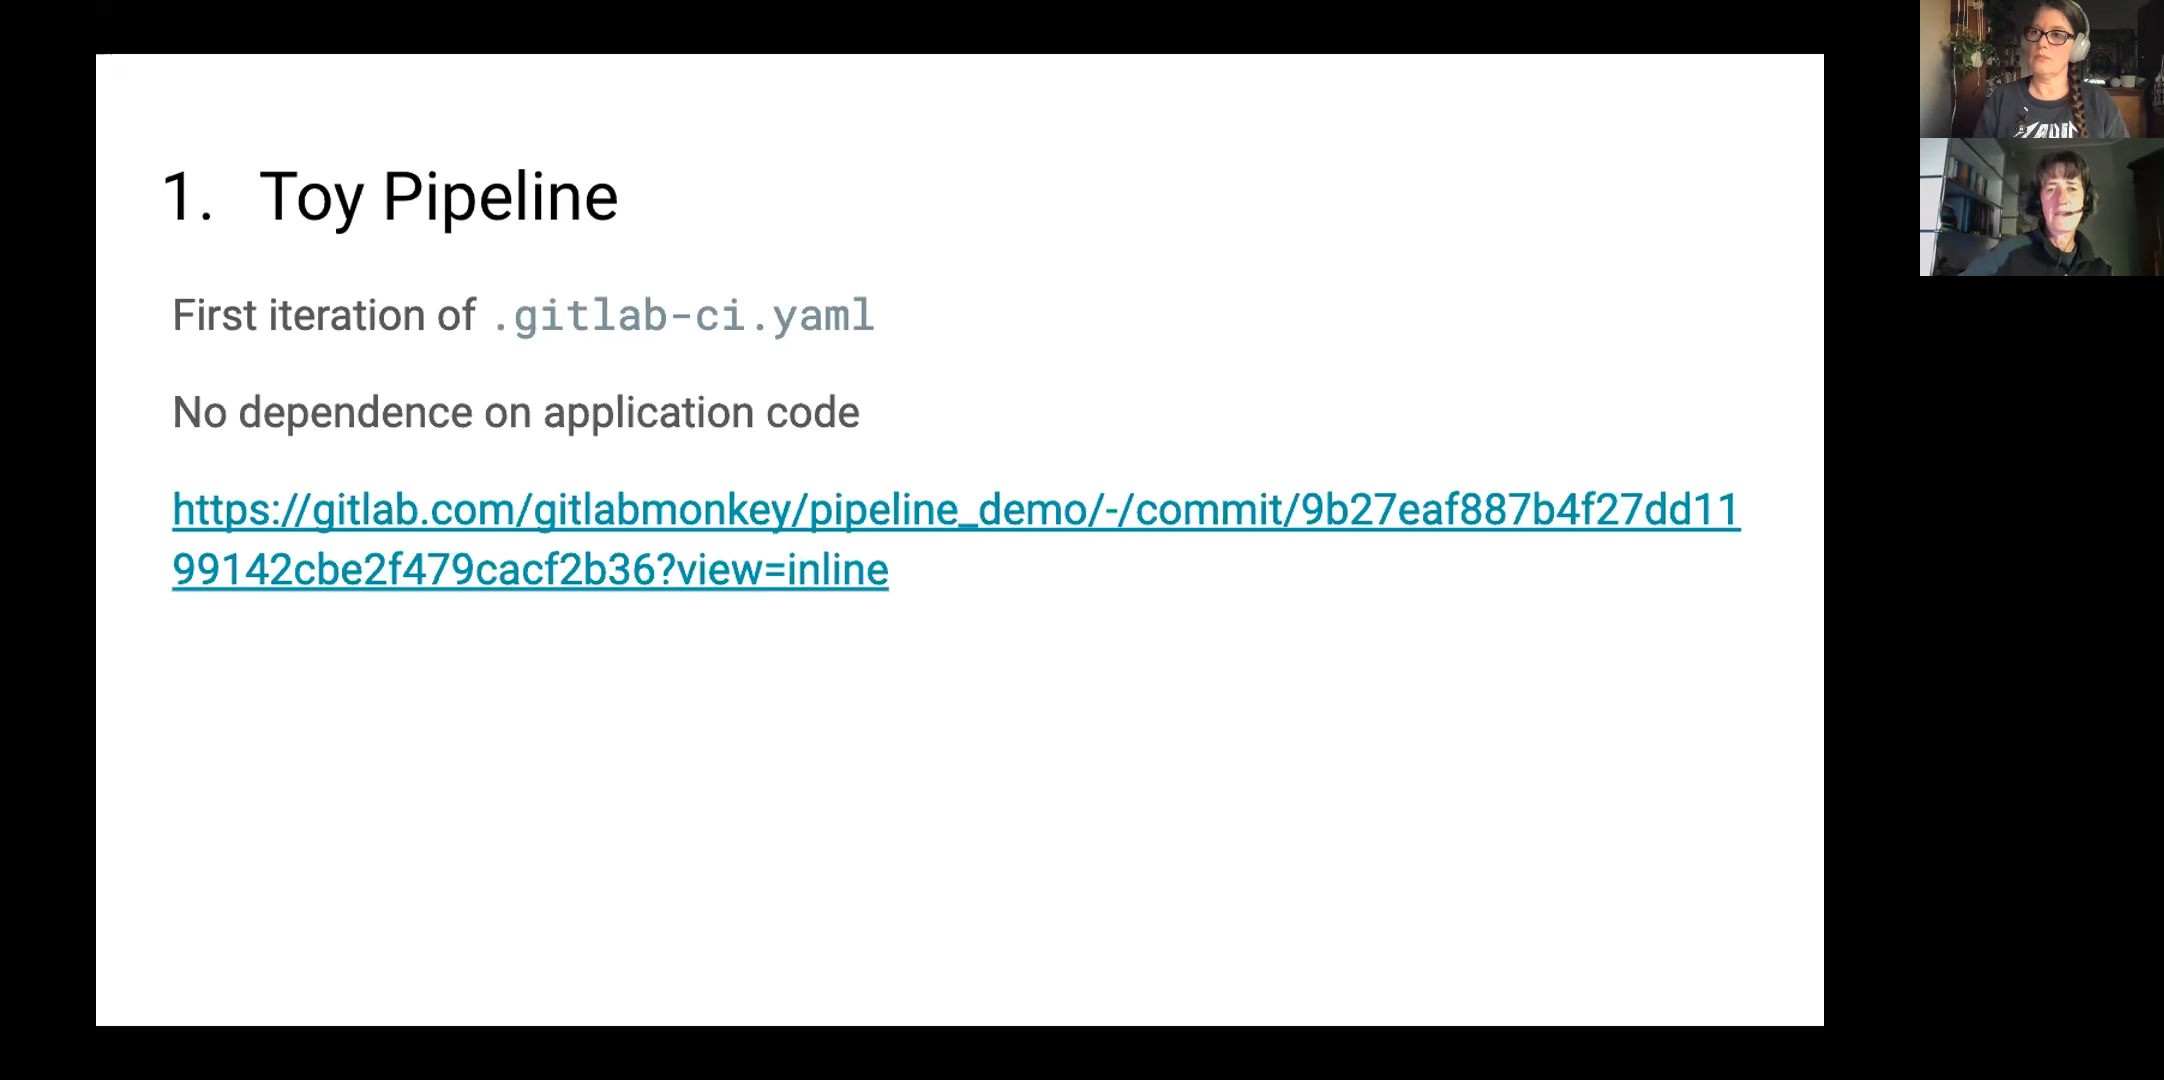 1. Toy Pipeline
First iteration of .gitlab-ci.yaml
No dependence on application code
https://gitlab.com/gitlabmonkey/pipeline_demo/-/commit/9b27eaf887b4f27dd11
99142cbe2f479cacf2b36?view=inline